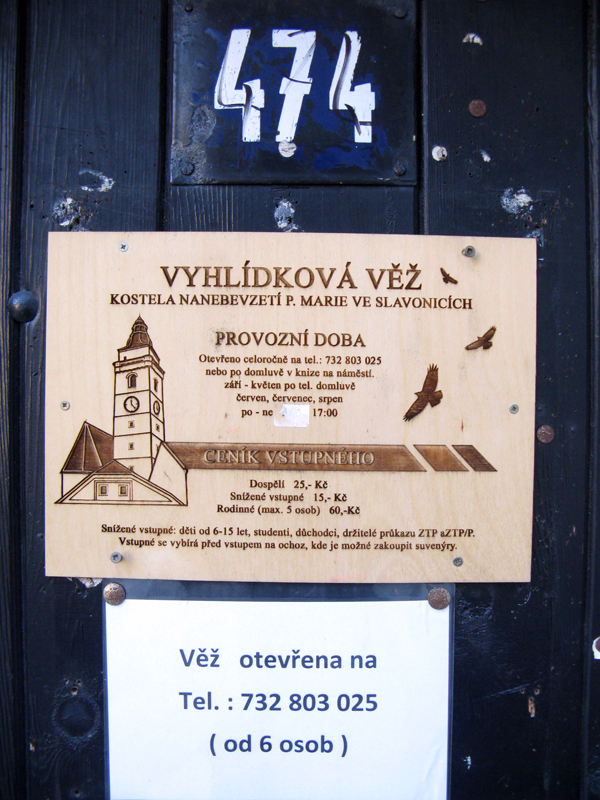 474
VYHLÍDKOVÁ VĚŽ
KOSTELA NANEBEVZETÍ P. MARIE VE SLAVONICÍCH
PROVOZNÍ DOBA
Otevřeno celoročně na tel.: 732 803 025
nebo po domluvě v knize na náměstí.
září - květen po tel. domluvě
červen, červenec, srpen
po - ne 17:00
CENÍK VSTUPNÉHO
Dospělí 25,- Kč
Snížené vstupné 15,- Kč
Rodinné (max. 5 osob) 60,-Kč
Snížené vstupné: děti od 6-15 let, studenti, důchodci, držitelé průkazu ZTP aZTP/P.
Vstupné se vybírá před vstupem na ochoz, kde je možné zakoupit suvenýry.
Věž otevřena na
Tel. : 732 803 025
( od 6 osob )